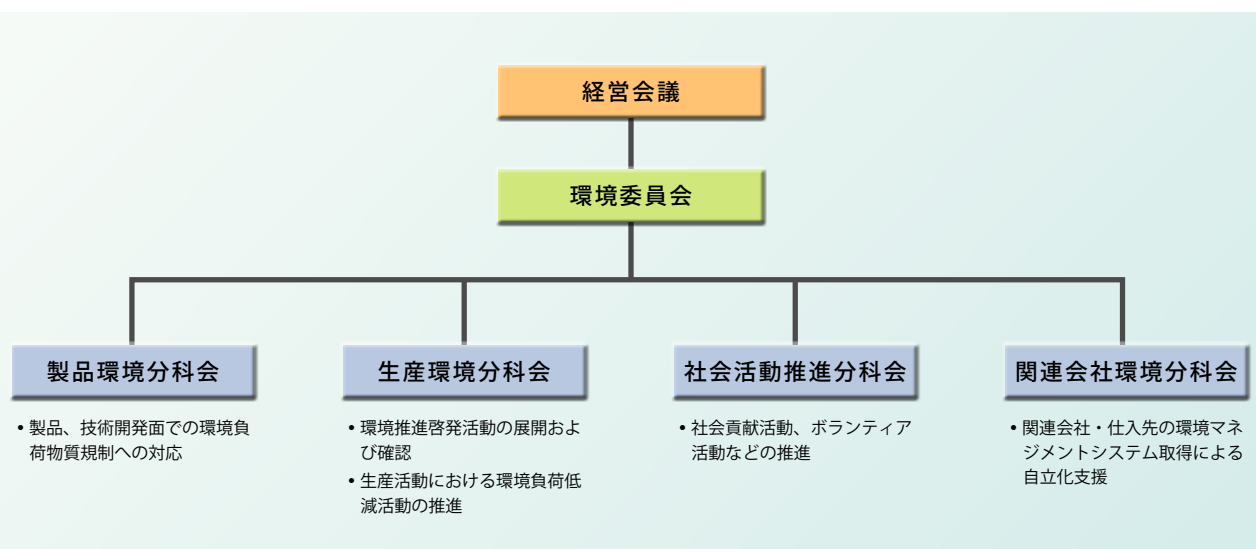 経営会議
環境委員会
製品環境分科会
• 製品、技術開発面での環境負
荷物質規制への対応
生産環境分科会
• 環境推進啓発活動の展開およ
び確認
• 生産活動における環境負荷低
減活動の推進
社会活動推進分科会
• 社会貢献活動、ボランティア
活動などの推進
関連会社環境分科会
• 関連会社・仕入先の環境マネ
ジメントシステム取得による
自立化支援